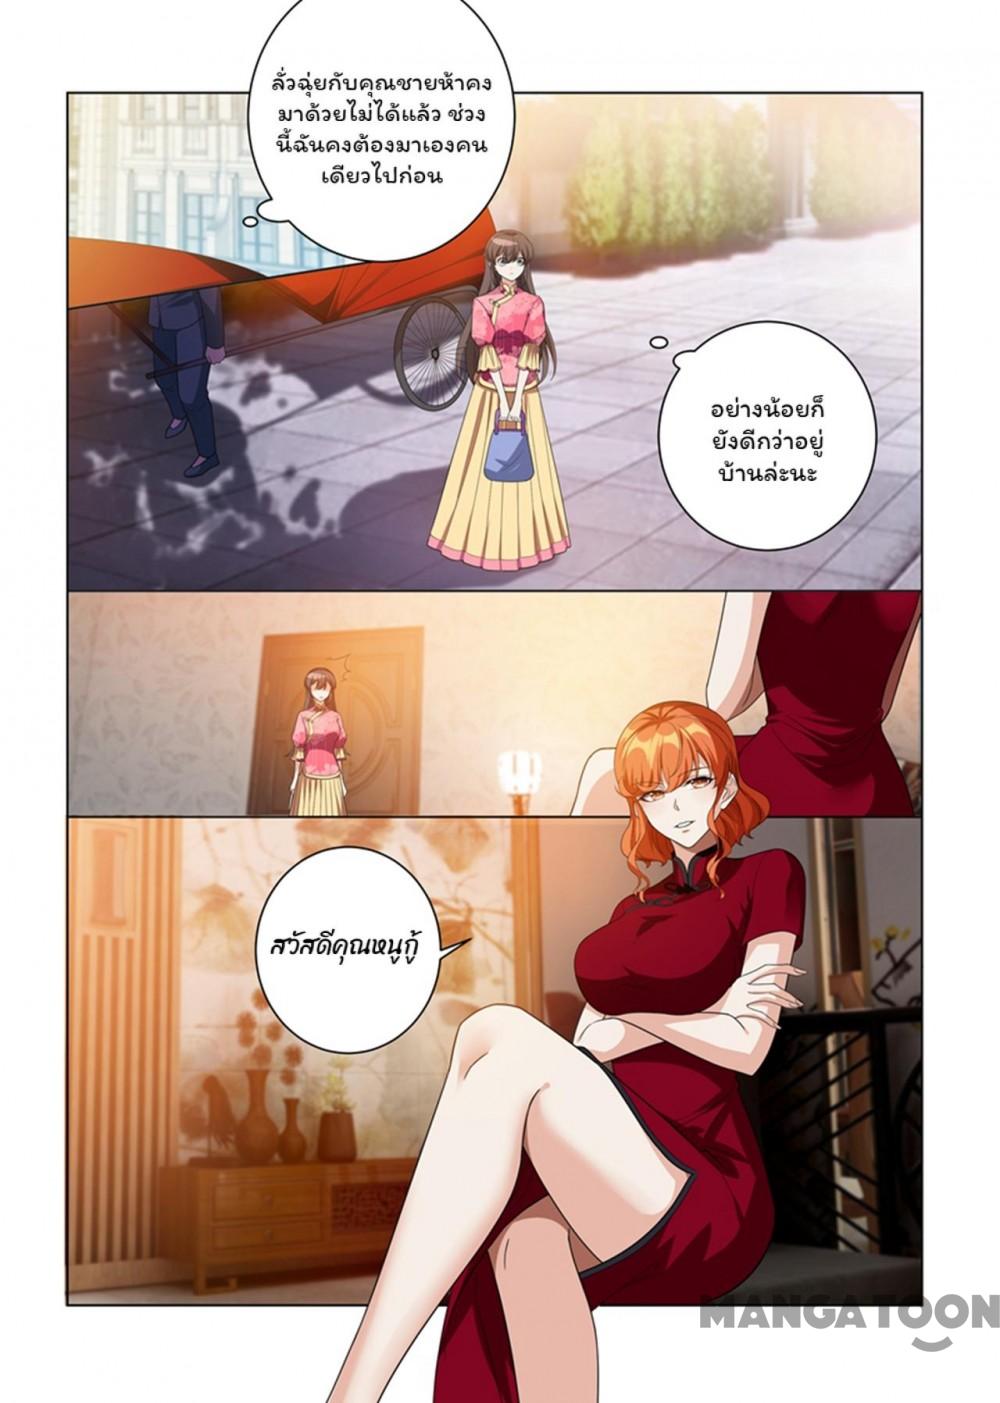 ลั่วฉุ่ยกับคุณชายห้าคง
มาด้วยไม่ได้แล้ว ช่วง
นี้ฉันคงต้องมาเองคน
เดียวไปก่อน
อย่างน้อยก็
ยังดีกว่าอยู่
บ้านล่ะนะ
สวัสดีคุณหนูกู้
MANGATOON